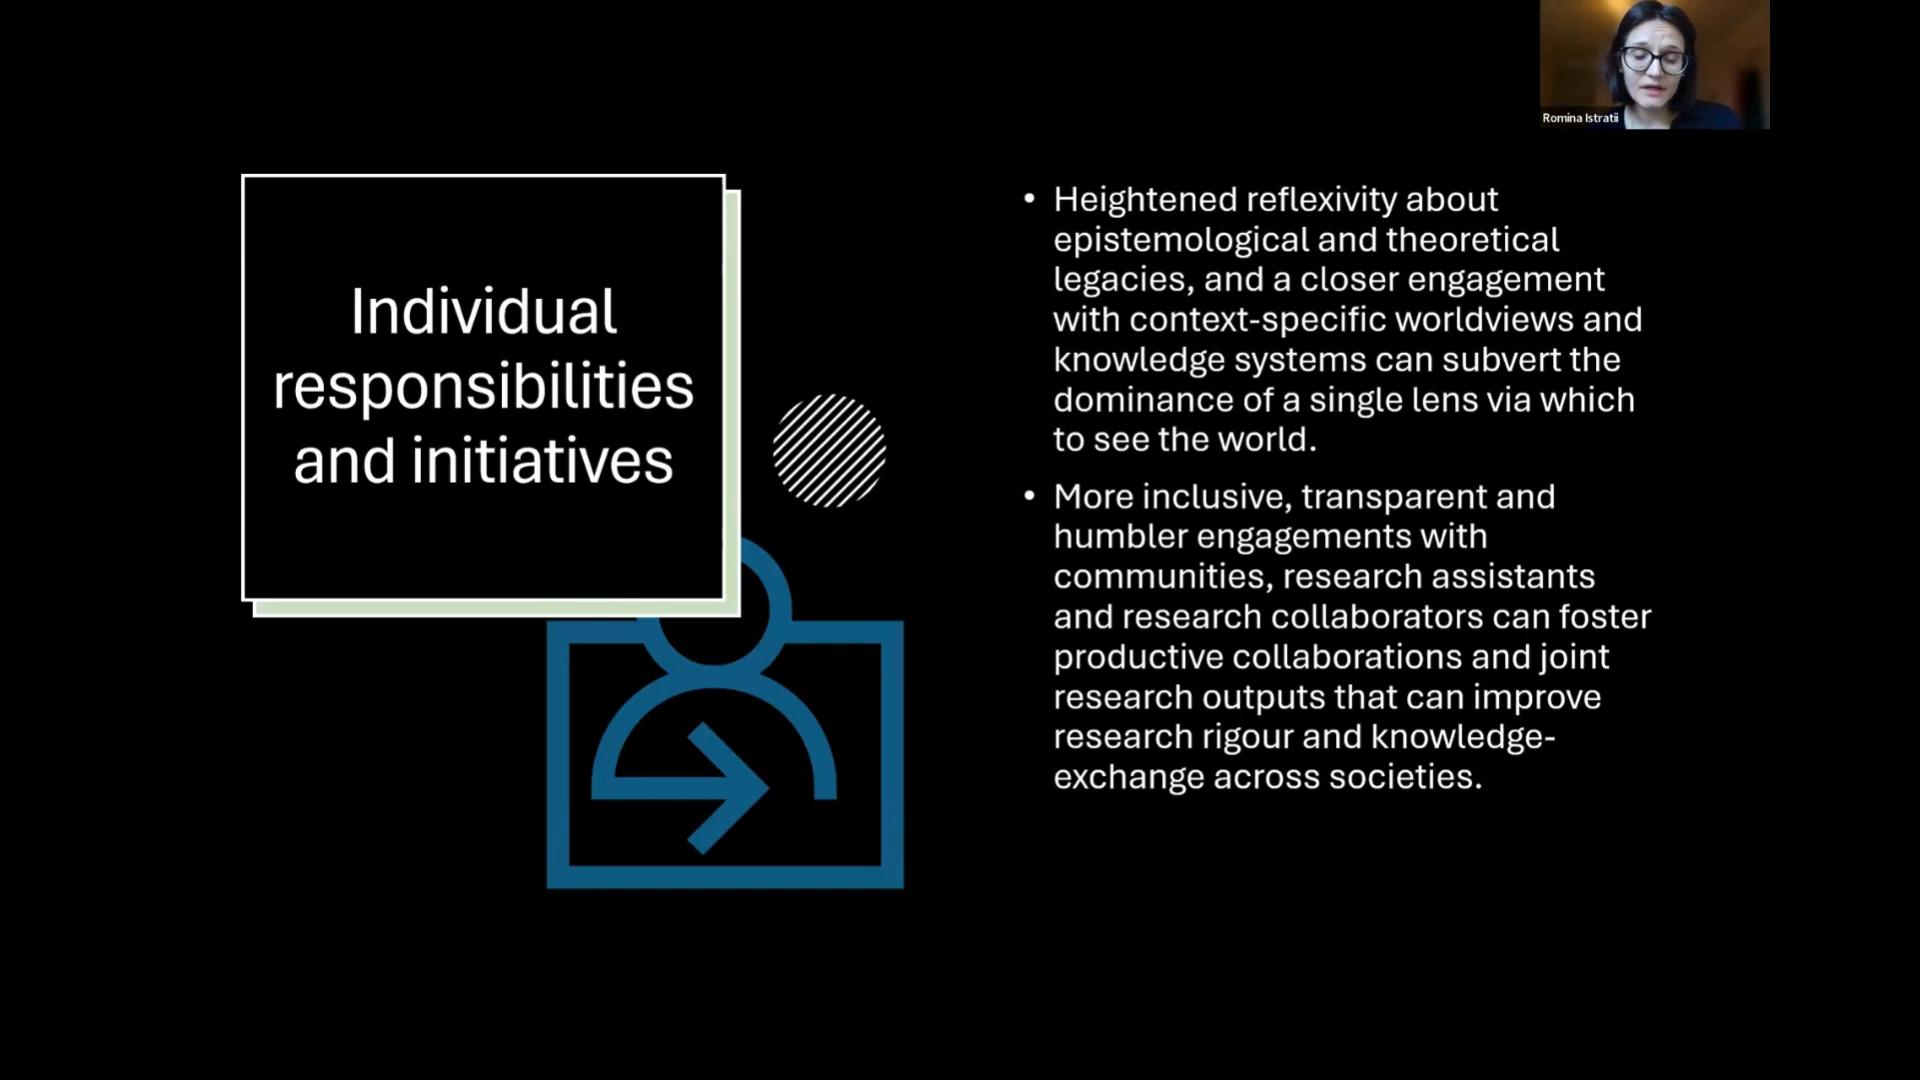 Romina Istratii
Individual
responsibilities
and initiatives
• Heightened reflexivity about
epistemological and theoretical
legacies, and a closer engagement
with context-specific worldviews and
knowledge systems can subvert the
dominance of a single lens via which
to see the world.
• More inclusive, transparent and
humbler engagements with
communities, research assistants
and research collaborators can foster
productive collaborations and joint
research outputs that can improve
research rigour and knowledge-
exchange across societies.